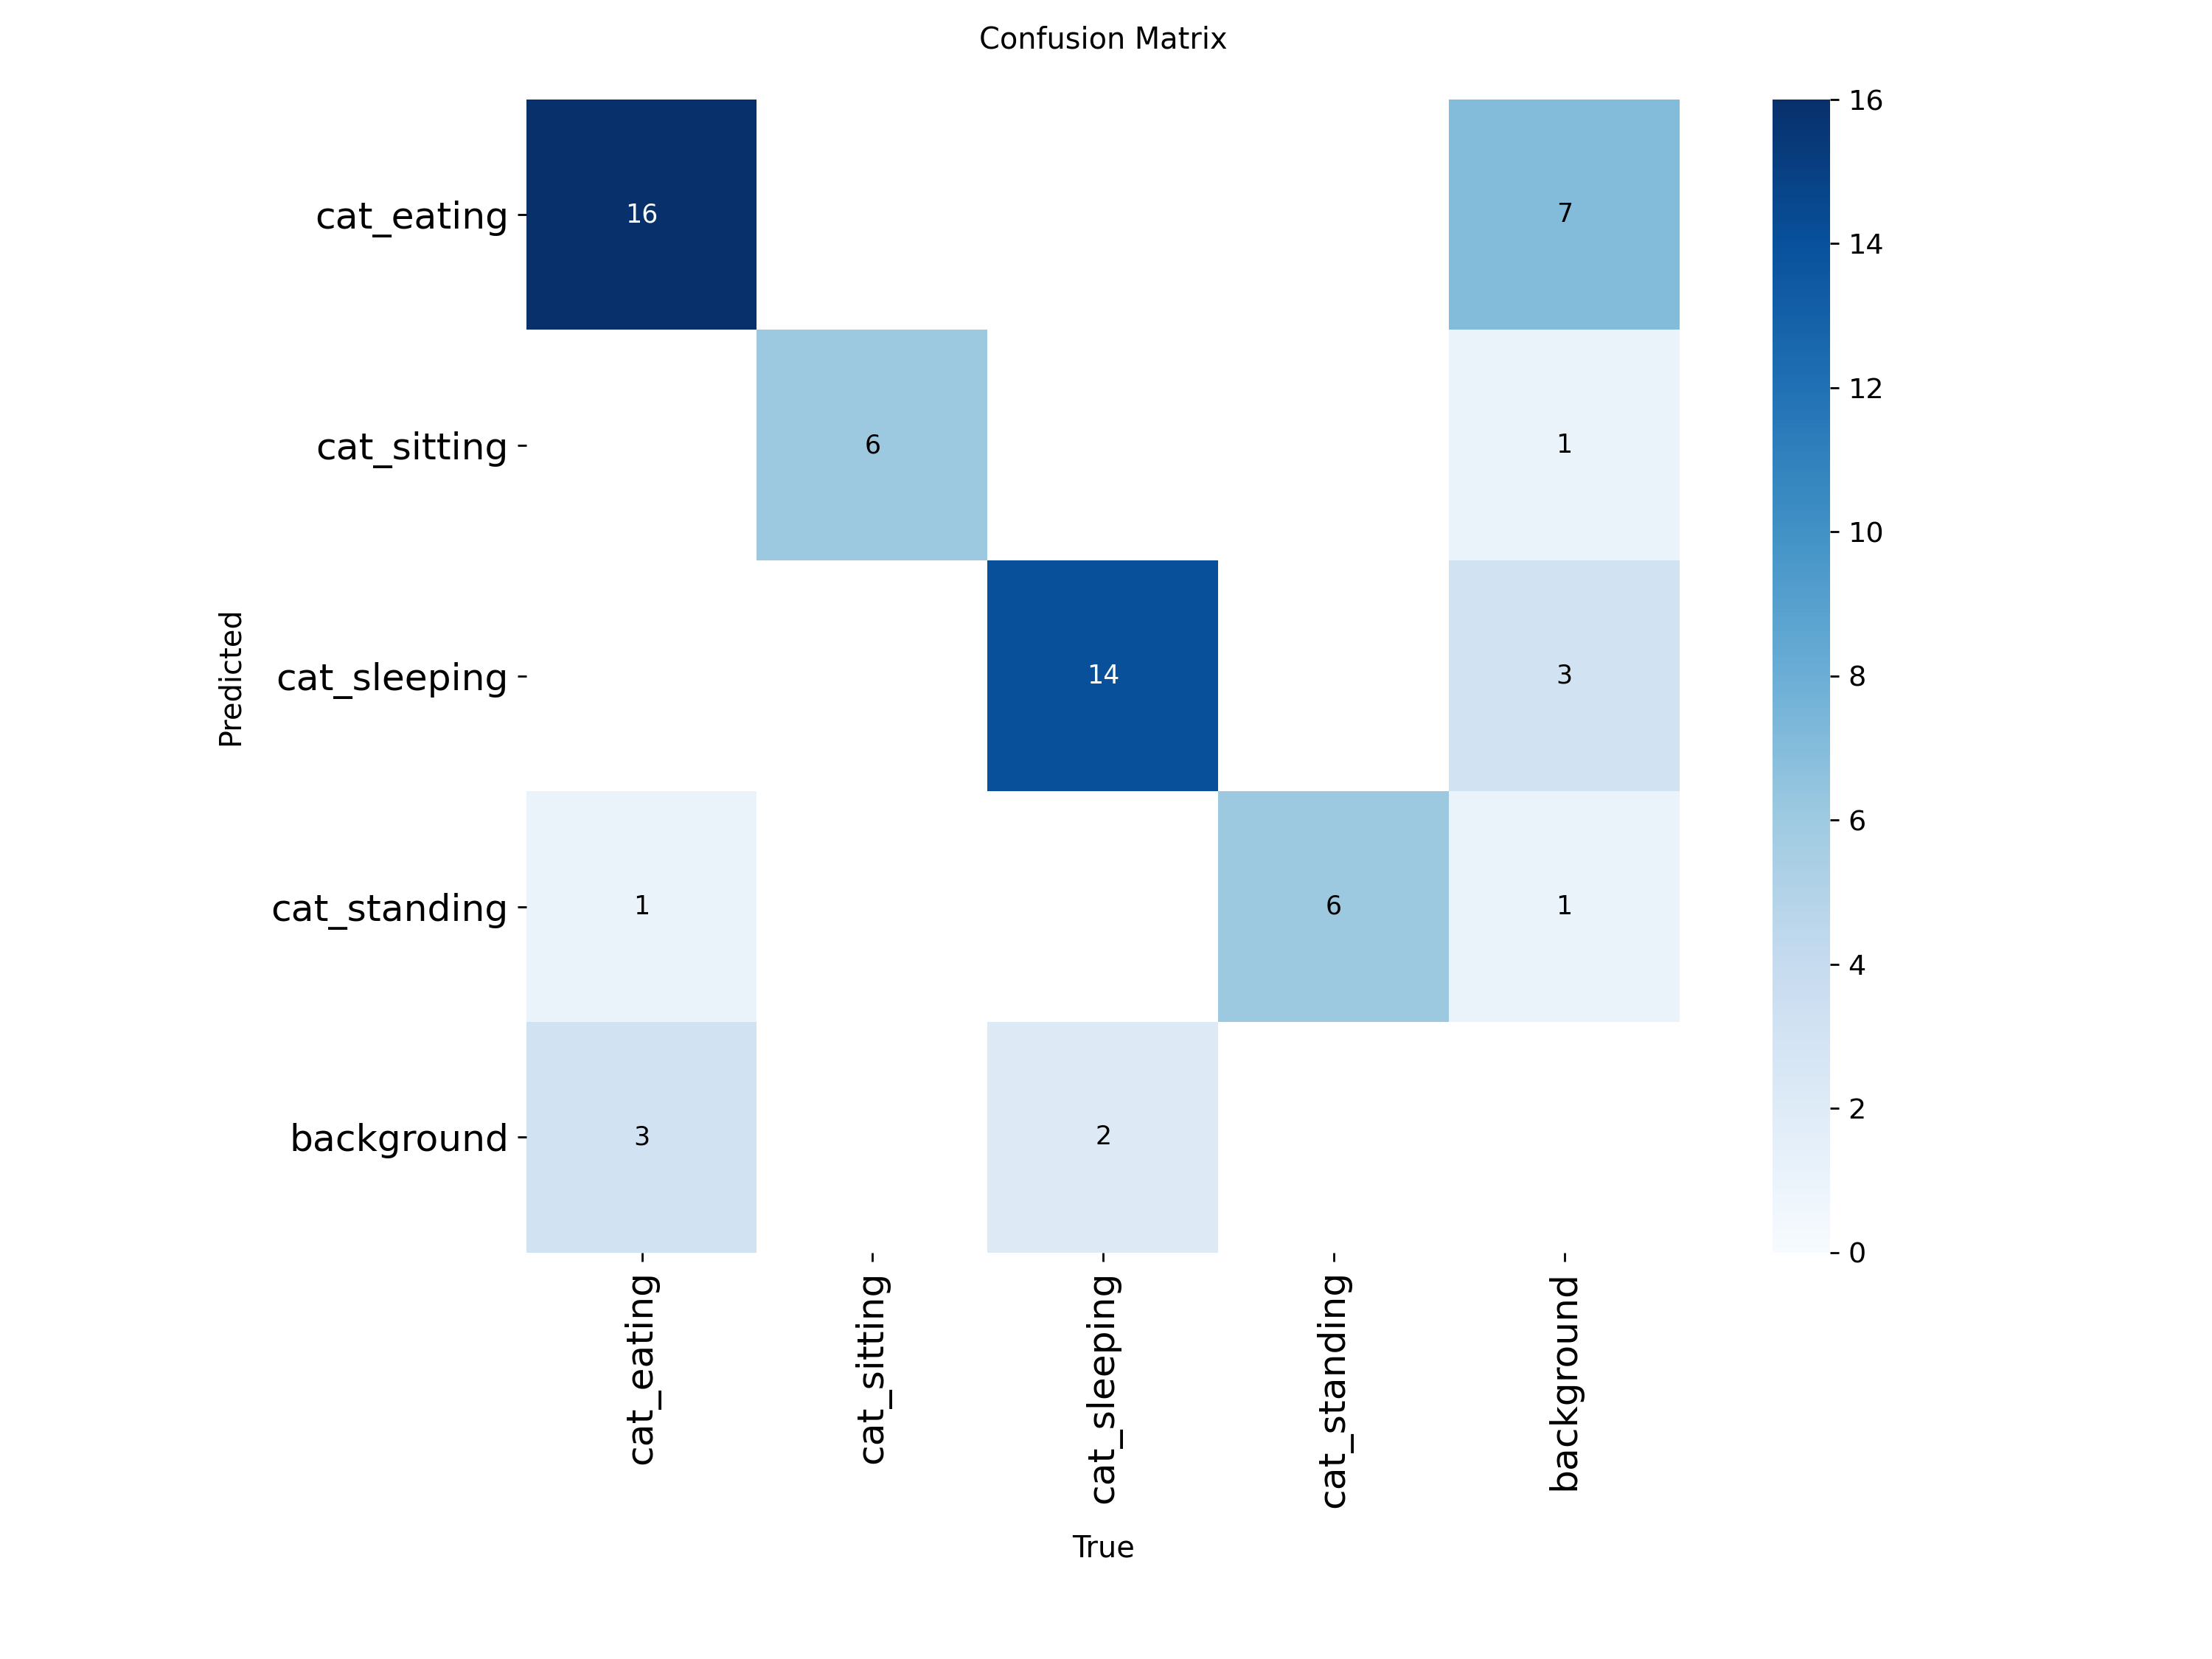 Confusion Matrix
cat_eating
16
7
cat_sitting
6
1
cat_sleeping
14
3
cat_standing
1
6
1
background
3
2
Predicted
cat_eating
cat_sitting
cat_sleeping
cat_standing
background
True
16
14
12
10
8
6
4
2
0